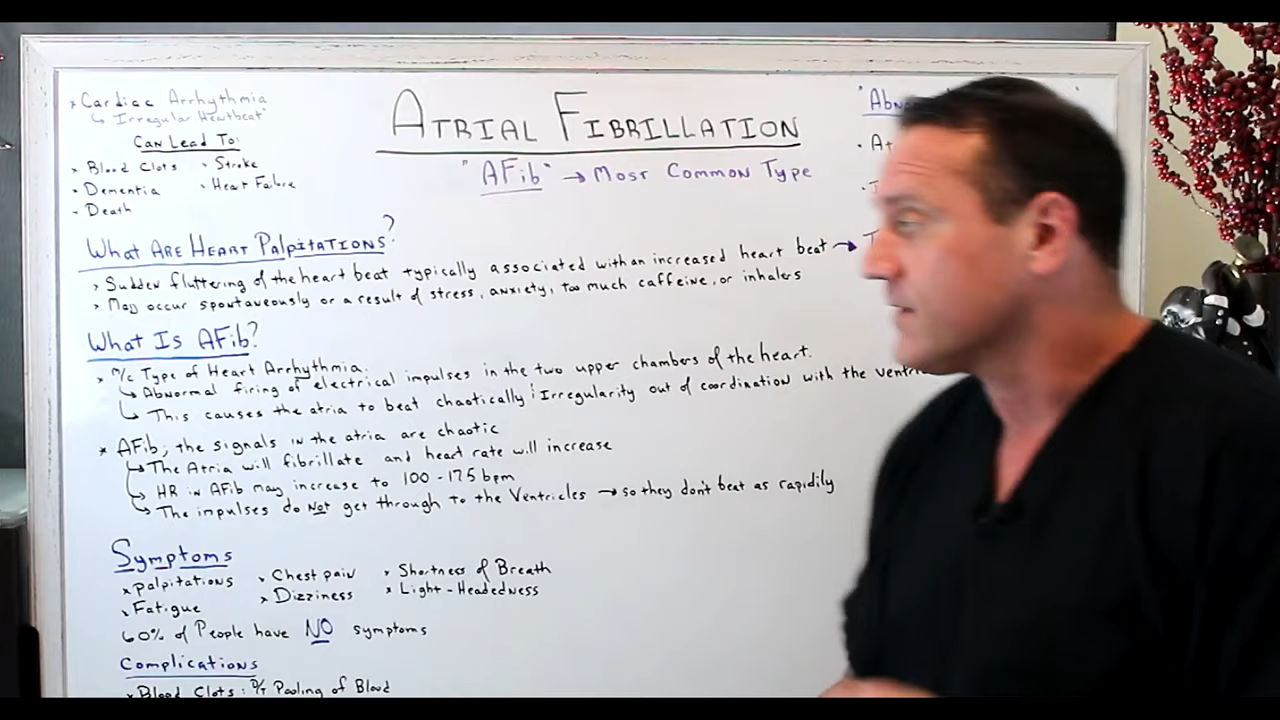 Cardiac Arrhythmia
↳ Irregular Heartbeat"
Can Lead To:
Blood Clots • Stroke
Dementia • Heart Failure
Death
ATRIAL FIBRILLATION
"AFib" → Most Common Type
"Abn
• At
What Are Heart Palpitations?
Sudden fluttering of the heart beat typically associated with an increased heart beat →
May occur spontaneously or a result of stress, anxiety, too much caffeine, or inhalers
What Is AFib?
M/c Type of Heart Arrhythmia.
↳ Abnormal firing of electrical impulses in the two upper chambers of the heart.
↳ This causes the atria to beat chaotically; Irregularity out of coordination with the ventri
* AFib; the signals in the atria are chaotic
↳ The Atria will fibrillate and heart rate will increase
↳ HR in AFib may increase to 100-175 bpm
↳ The impulses do Not get through to the Ventricles → so they don't beat as rapidly
Symptoms
Palpitations Chest pain Shortness of Breath
Fatigue Dizziness Light-Headedness
60% of People have NO symptoms
Complications
Blood Clots: D/T Pooling of Blood